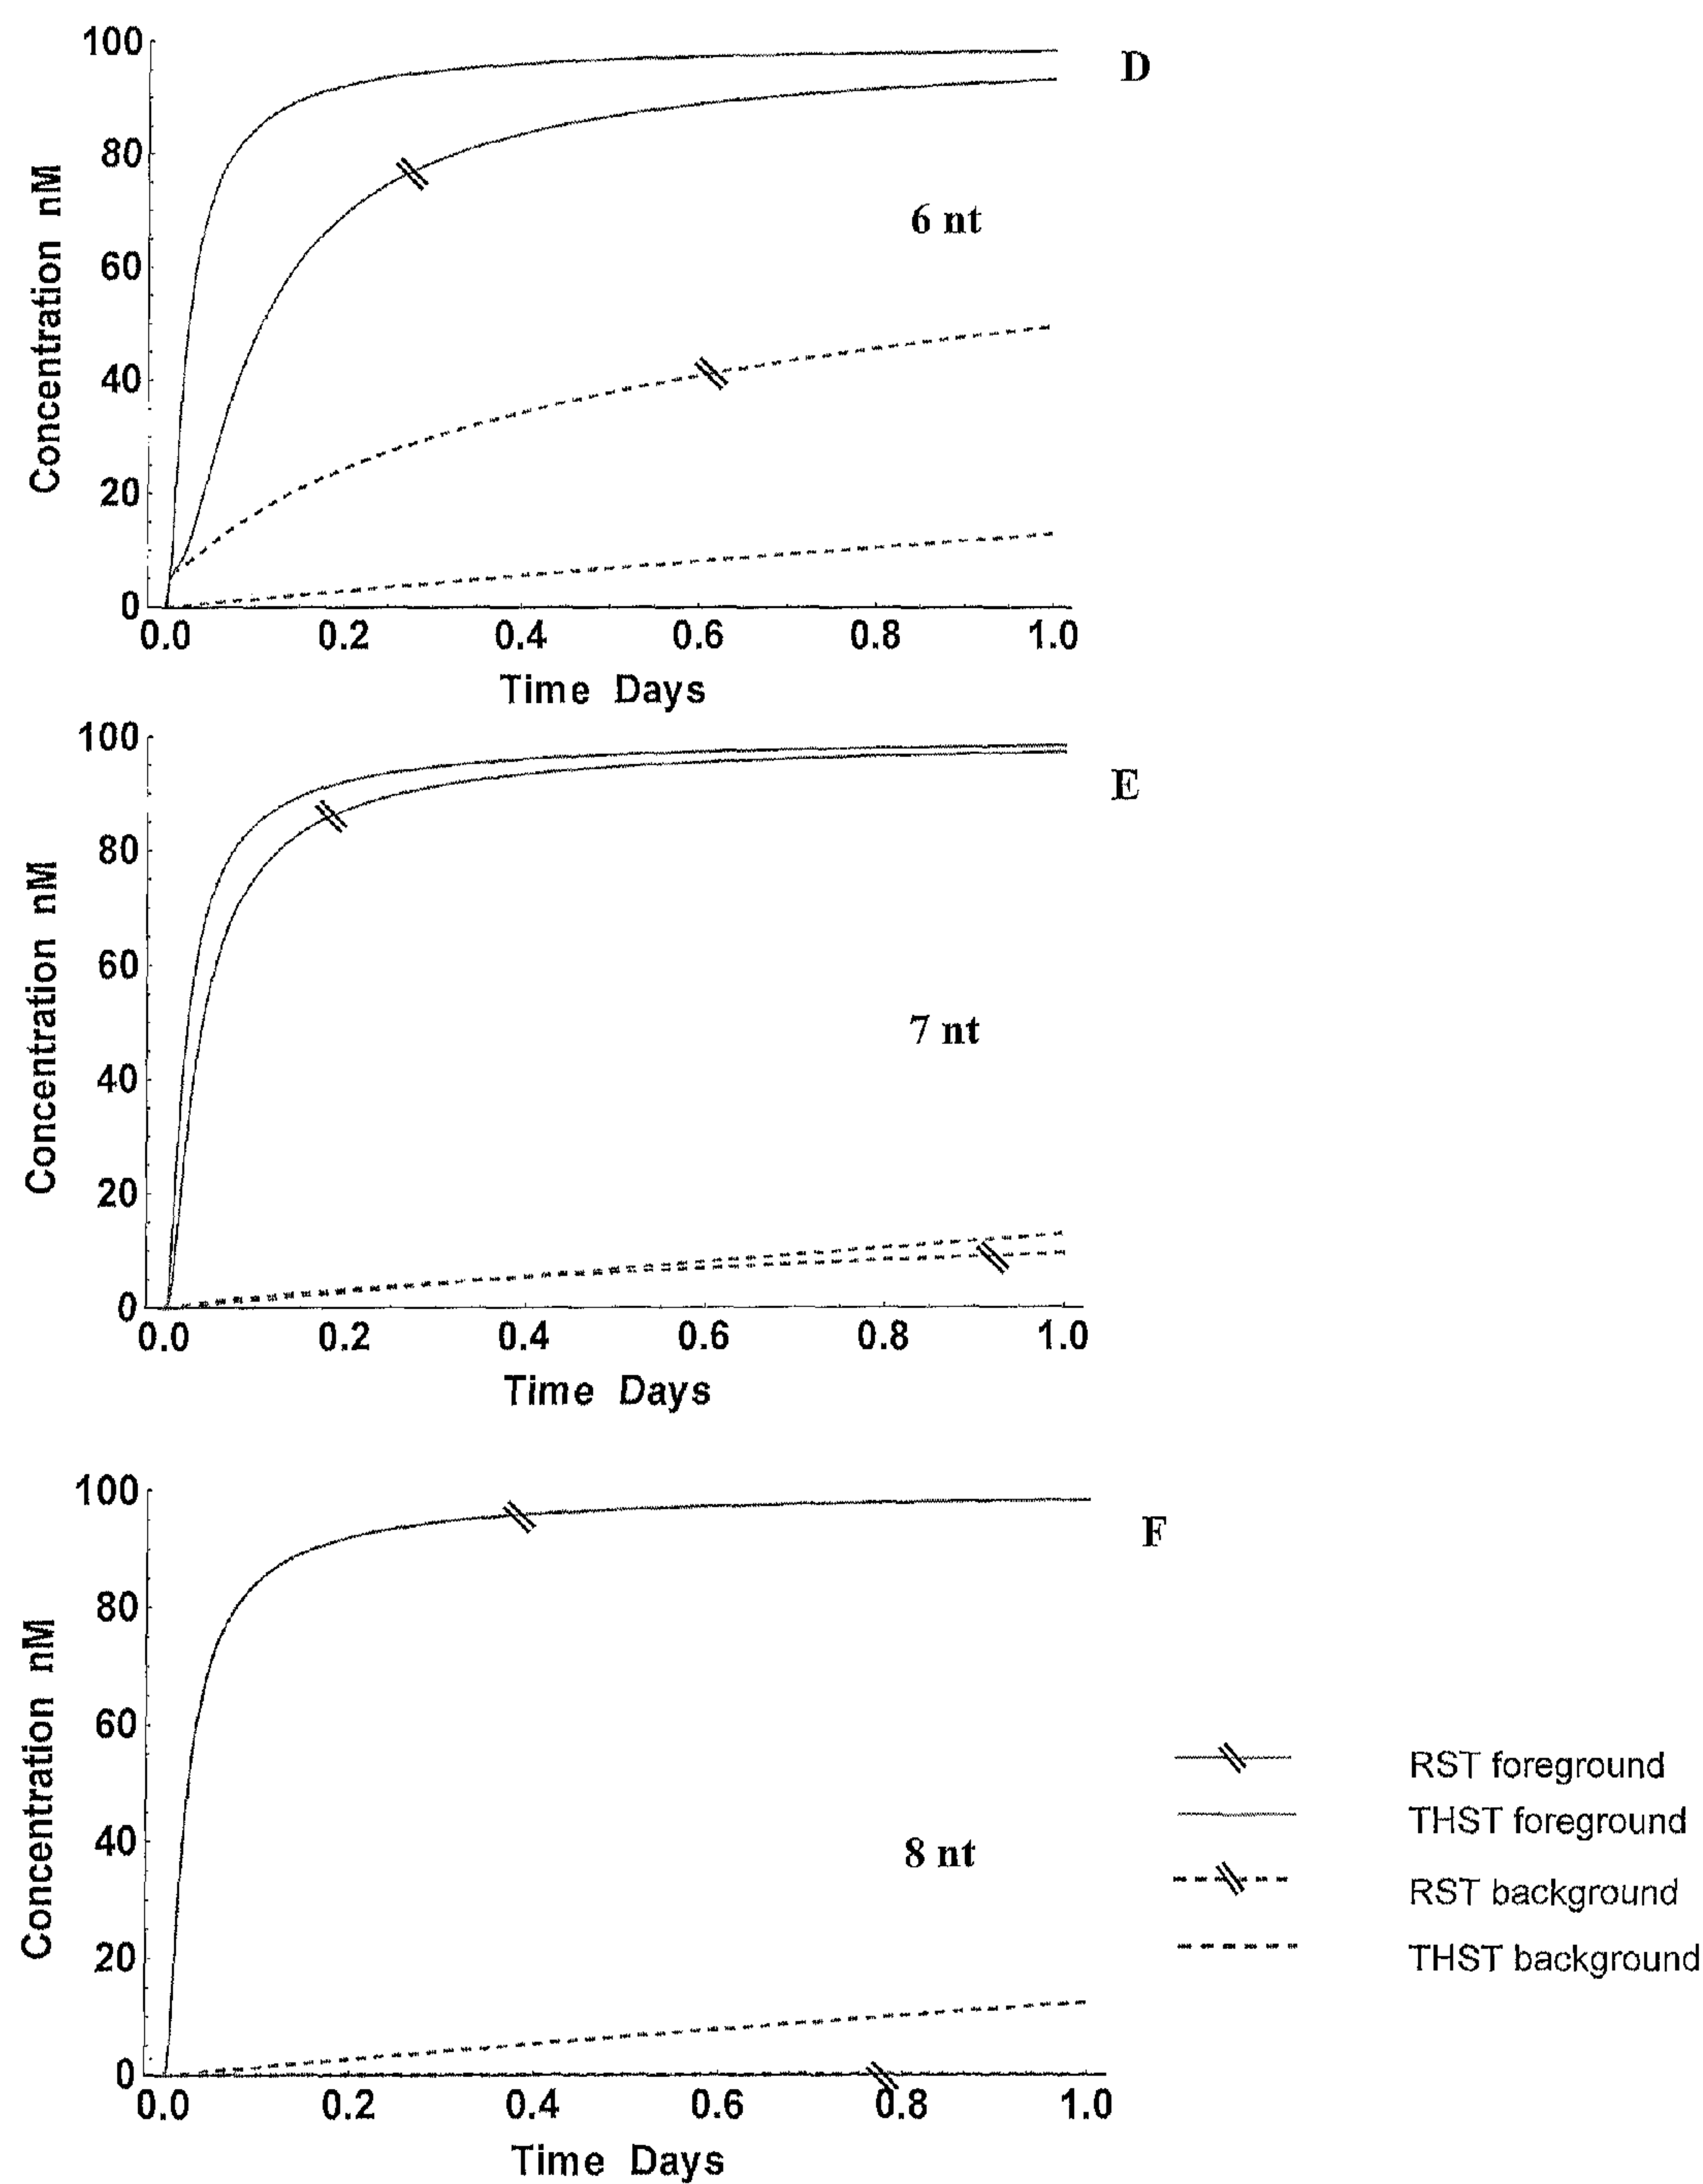 100
80
60
40
20
0
Concentration nM
D
6 nt
0.0 0.2 0.4 0.6 0.8 1.0
Time Days
100
80
60
40
20
0
Concentration nM
E
7 nt
0.0 0.2 0.4 0.6 0.8 1.0
Time Days
100
80
60
40
20
0
Concentration nM
F
8 nt
0.0 0.2 0.4 0.6 0.8 1.0
Time Days
RST foreground
THST foreground
RST background
THST background